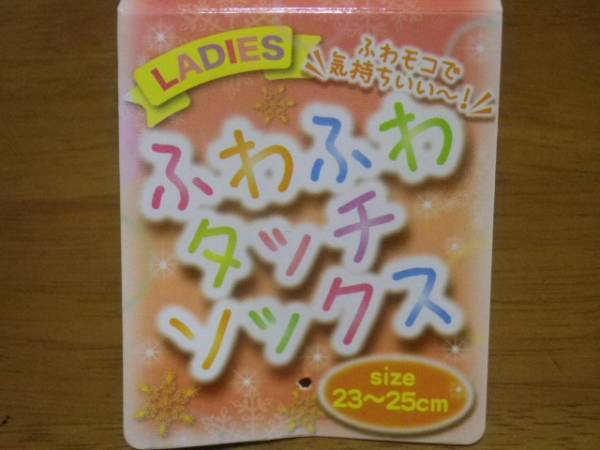 LADIES
ふわモコで
気持ちいい〜!
ふわふわ
タッチ
ソックス
size
23〜25cm